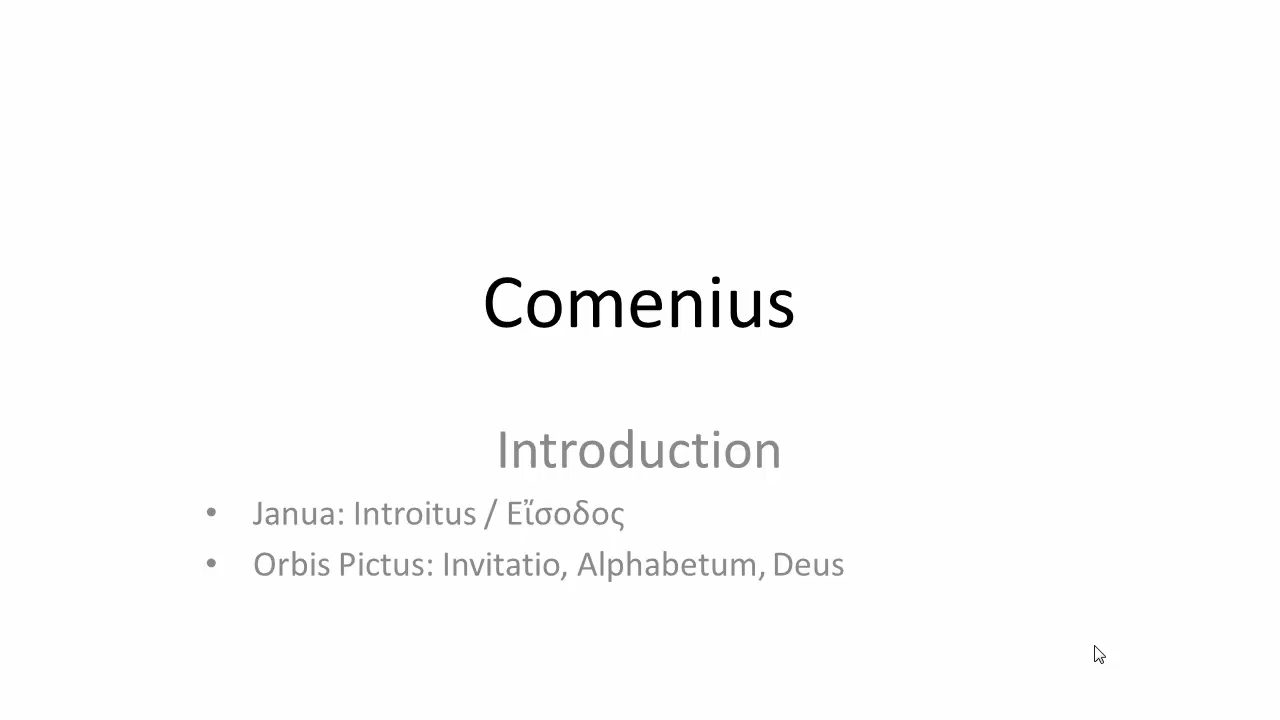 Comenius
Introduction
• Janua: Introitus / Εἴσοδος
• Orbis Pictus: Invitatio, Alphabetum, Deus